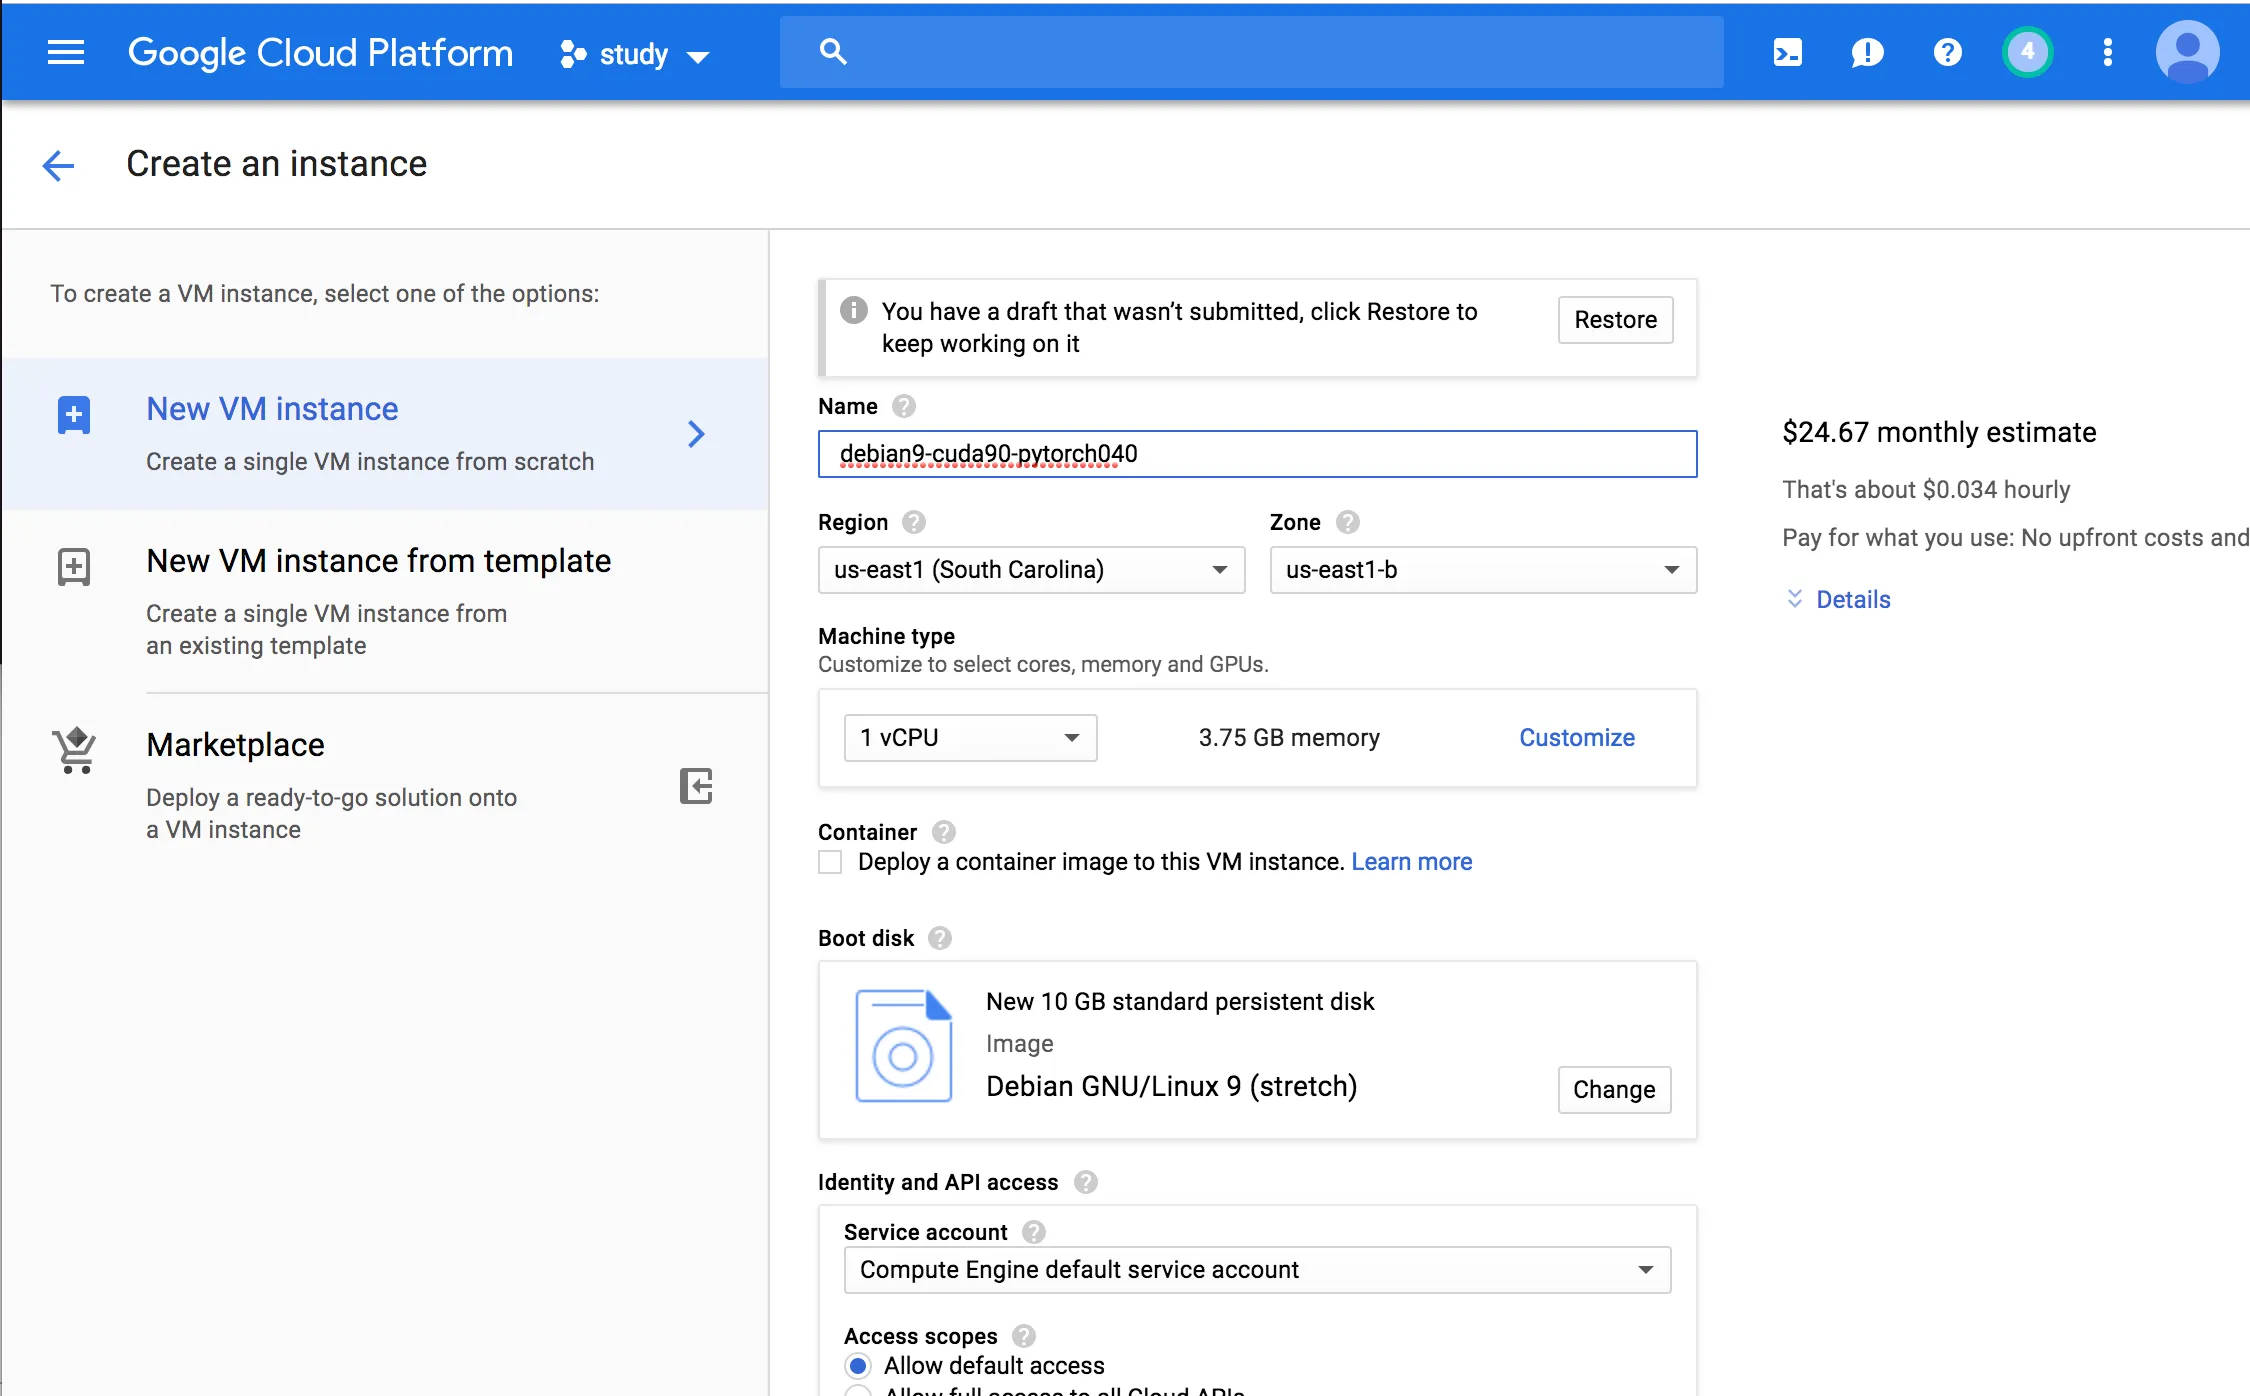 Google Cloud Platform
study
4
Create an instance
To create a VM instance, select one of the options:
New VM instance
Create a single VM instance from scratch
New VM instance from template
Create a single VM instance from
an existing template
Marketplace
Deploy a ready-to-go solution onto
a VM instance
You have a draft that wasn’t submitted, click Restore to
keep working on it
Restore
Name
debian9-cuda90-pytorch040
Region
Zone
us-east1 (South Carolina)
us-east1-b
Machine type
Customize to select cores, memory and GPUs.
1 vCPU
3.75 GB memory
Customize
Container
Deploy a container image to this VM instance. Learn more
Boot disk
New 10 GB standard persistent disk
Image
Debian GNU/Linux 9 (stretch)
Change
Identity and API access
Service account
Compute Engine default service account
Access scopes
Allow default access
Allow full access to all Cloud APIs
$24.67 monthly estimate
That's about $0.034 hourly
Pay for what you use: No upfront costs and
Details